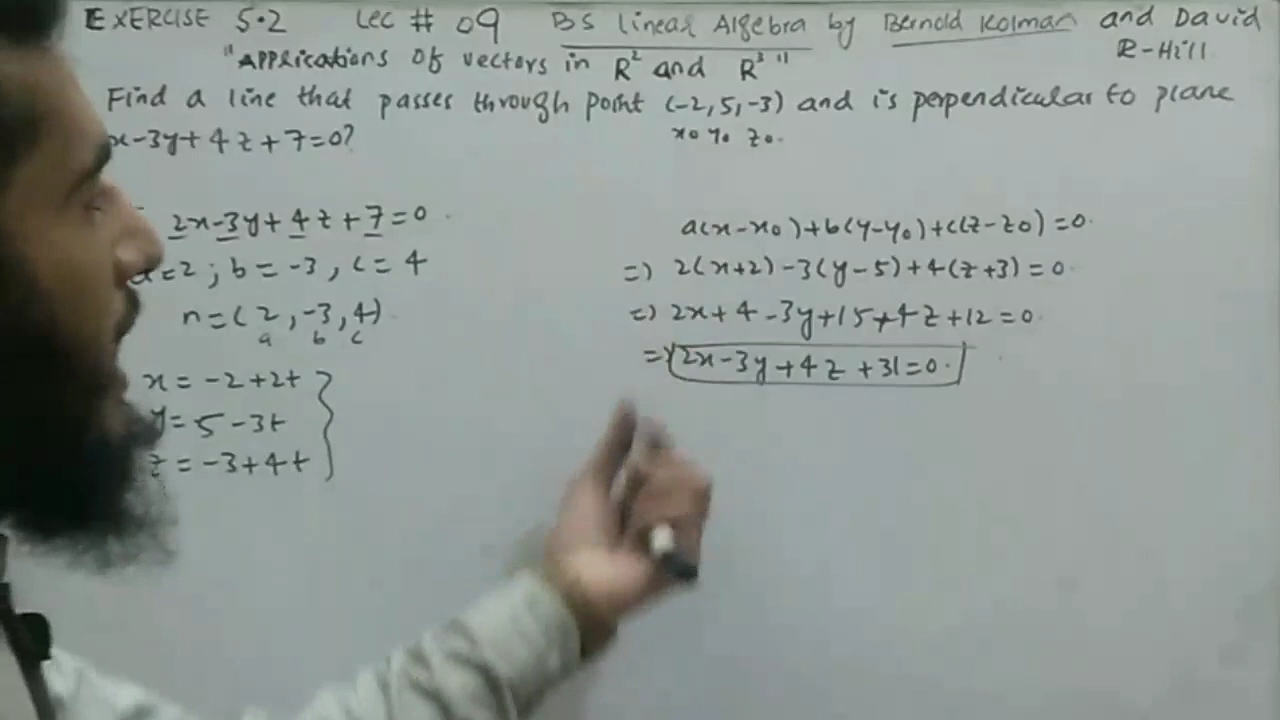 EXERCISE 5.2 Lec # 09 BS linear Algebra by Bernold Kolman and David R-Hill
"Applications of vectors in R² and R³"
Find a line that passes through point (-2,5,-3) and is perpendicular to plane
x-3y+4z+7=0?
x₀ y₀ z₀.
2x-3y+4z+7=0.
=2; b=-3, c=4
n=(2,-3,4)
a b c
x=-2+2t
y=5-3t
z=-3+4t
a(x-x₀)+b(y-y₀)+c(z-z₀)=0.
=) 2(x+2)-3(y-5)+4(z+3)=0.
=) 2x+4-3y+15+4z+12=0.
=) 2x-3y+4z+31=0.